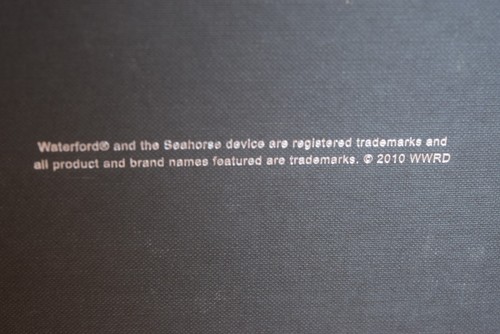 Waterford® and the Seahorse device are registered trademarks and
all product and brand names featured are trademarks. © 2010 WWRD